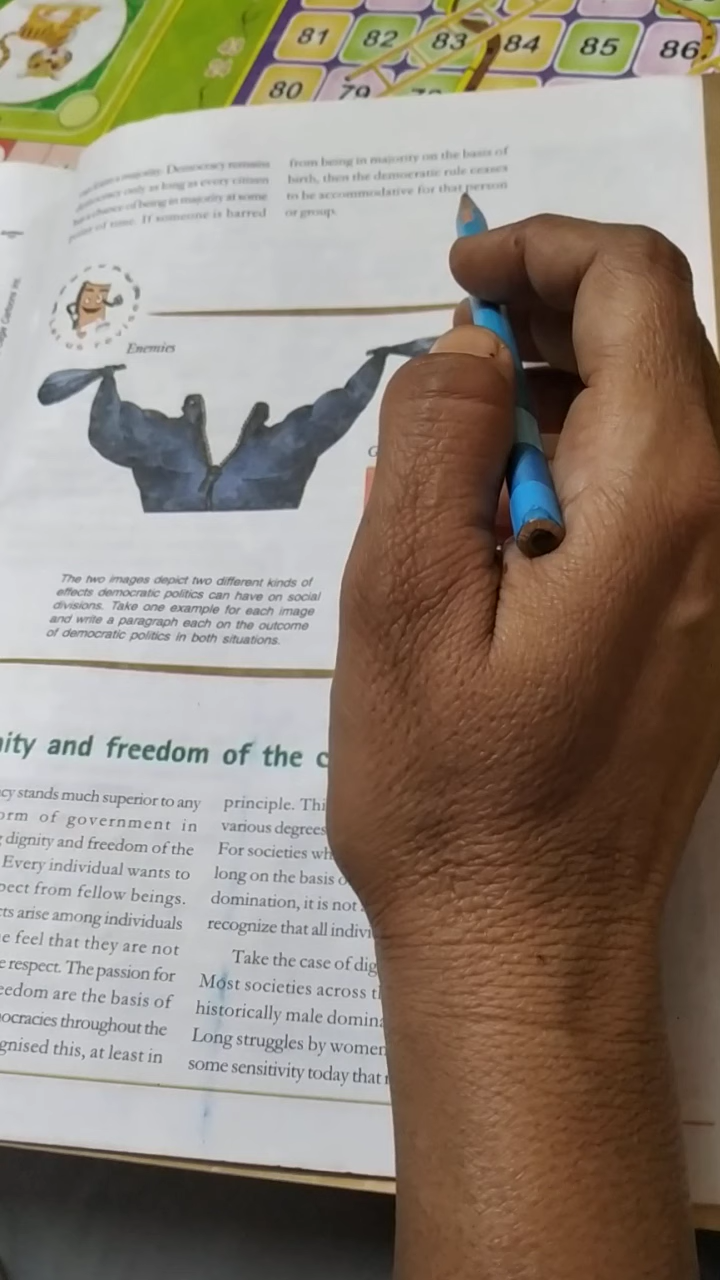 81 82 83 84 85 86
80 79
a majority. Democracy remains
democracy only as long as every citizen
has a chance of being in majority at some
point of time. If someone is barred
from being in majority on the basis of
birth, then the democratic rule ceases
to be accommodative for that person
or group.
Enemies
The two images depict two different kinds of
effects democratic politics can have on social
divisions. Take one example for each image
and write a paragraph each on the outcome
of democratic politics in both situations.
nity and freedom of the c
cy stands much superior to any
orm of government in
dignity and freedom of the
Every individual wants to
pect from fellow beings.
ts arise among individuals
e feel that they are not
respect. The passion for
eedom are the basis of
ocracies throughout the
gnised this, at least in
principle. Thi
various degrees
For societies wh
long on the basis o
domination, it is not
recognize that all indivi
Take the case of dig
Most societies across t
historically male domina
Long struggles by women
some sensitivity today that